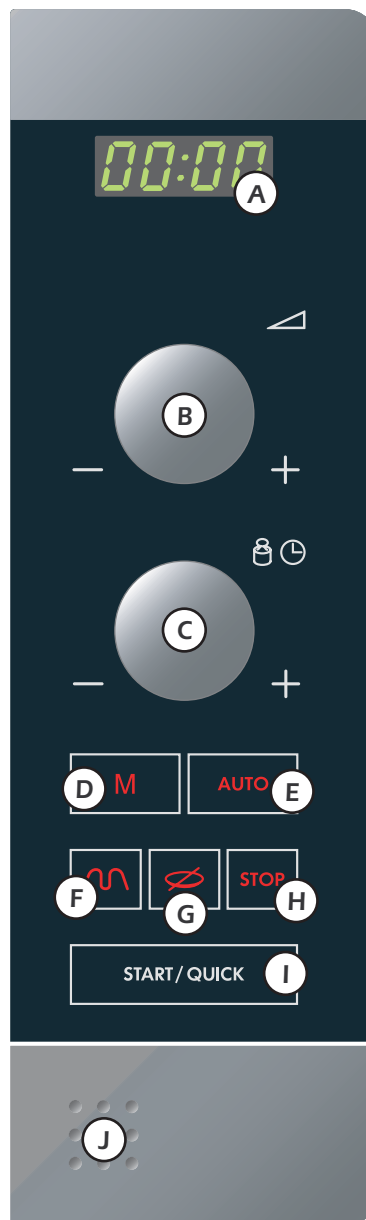 00:00
A
B
− +
C
− +
D M AUTO E
F G STOP H
START/QUICK I
J